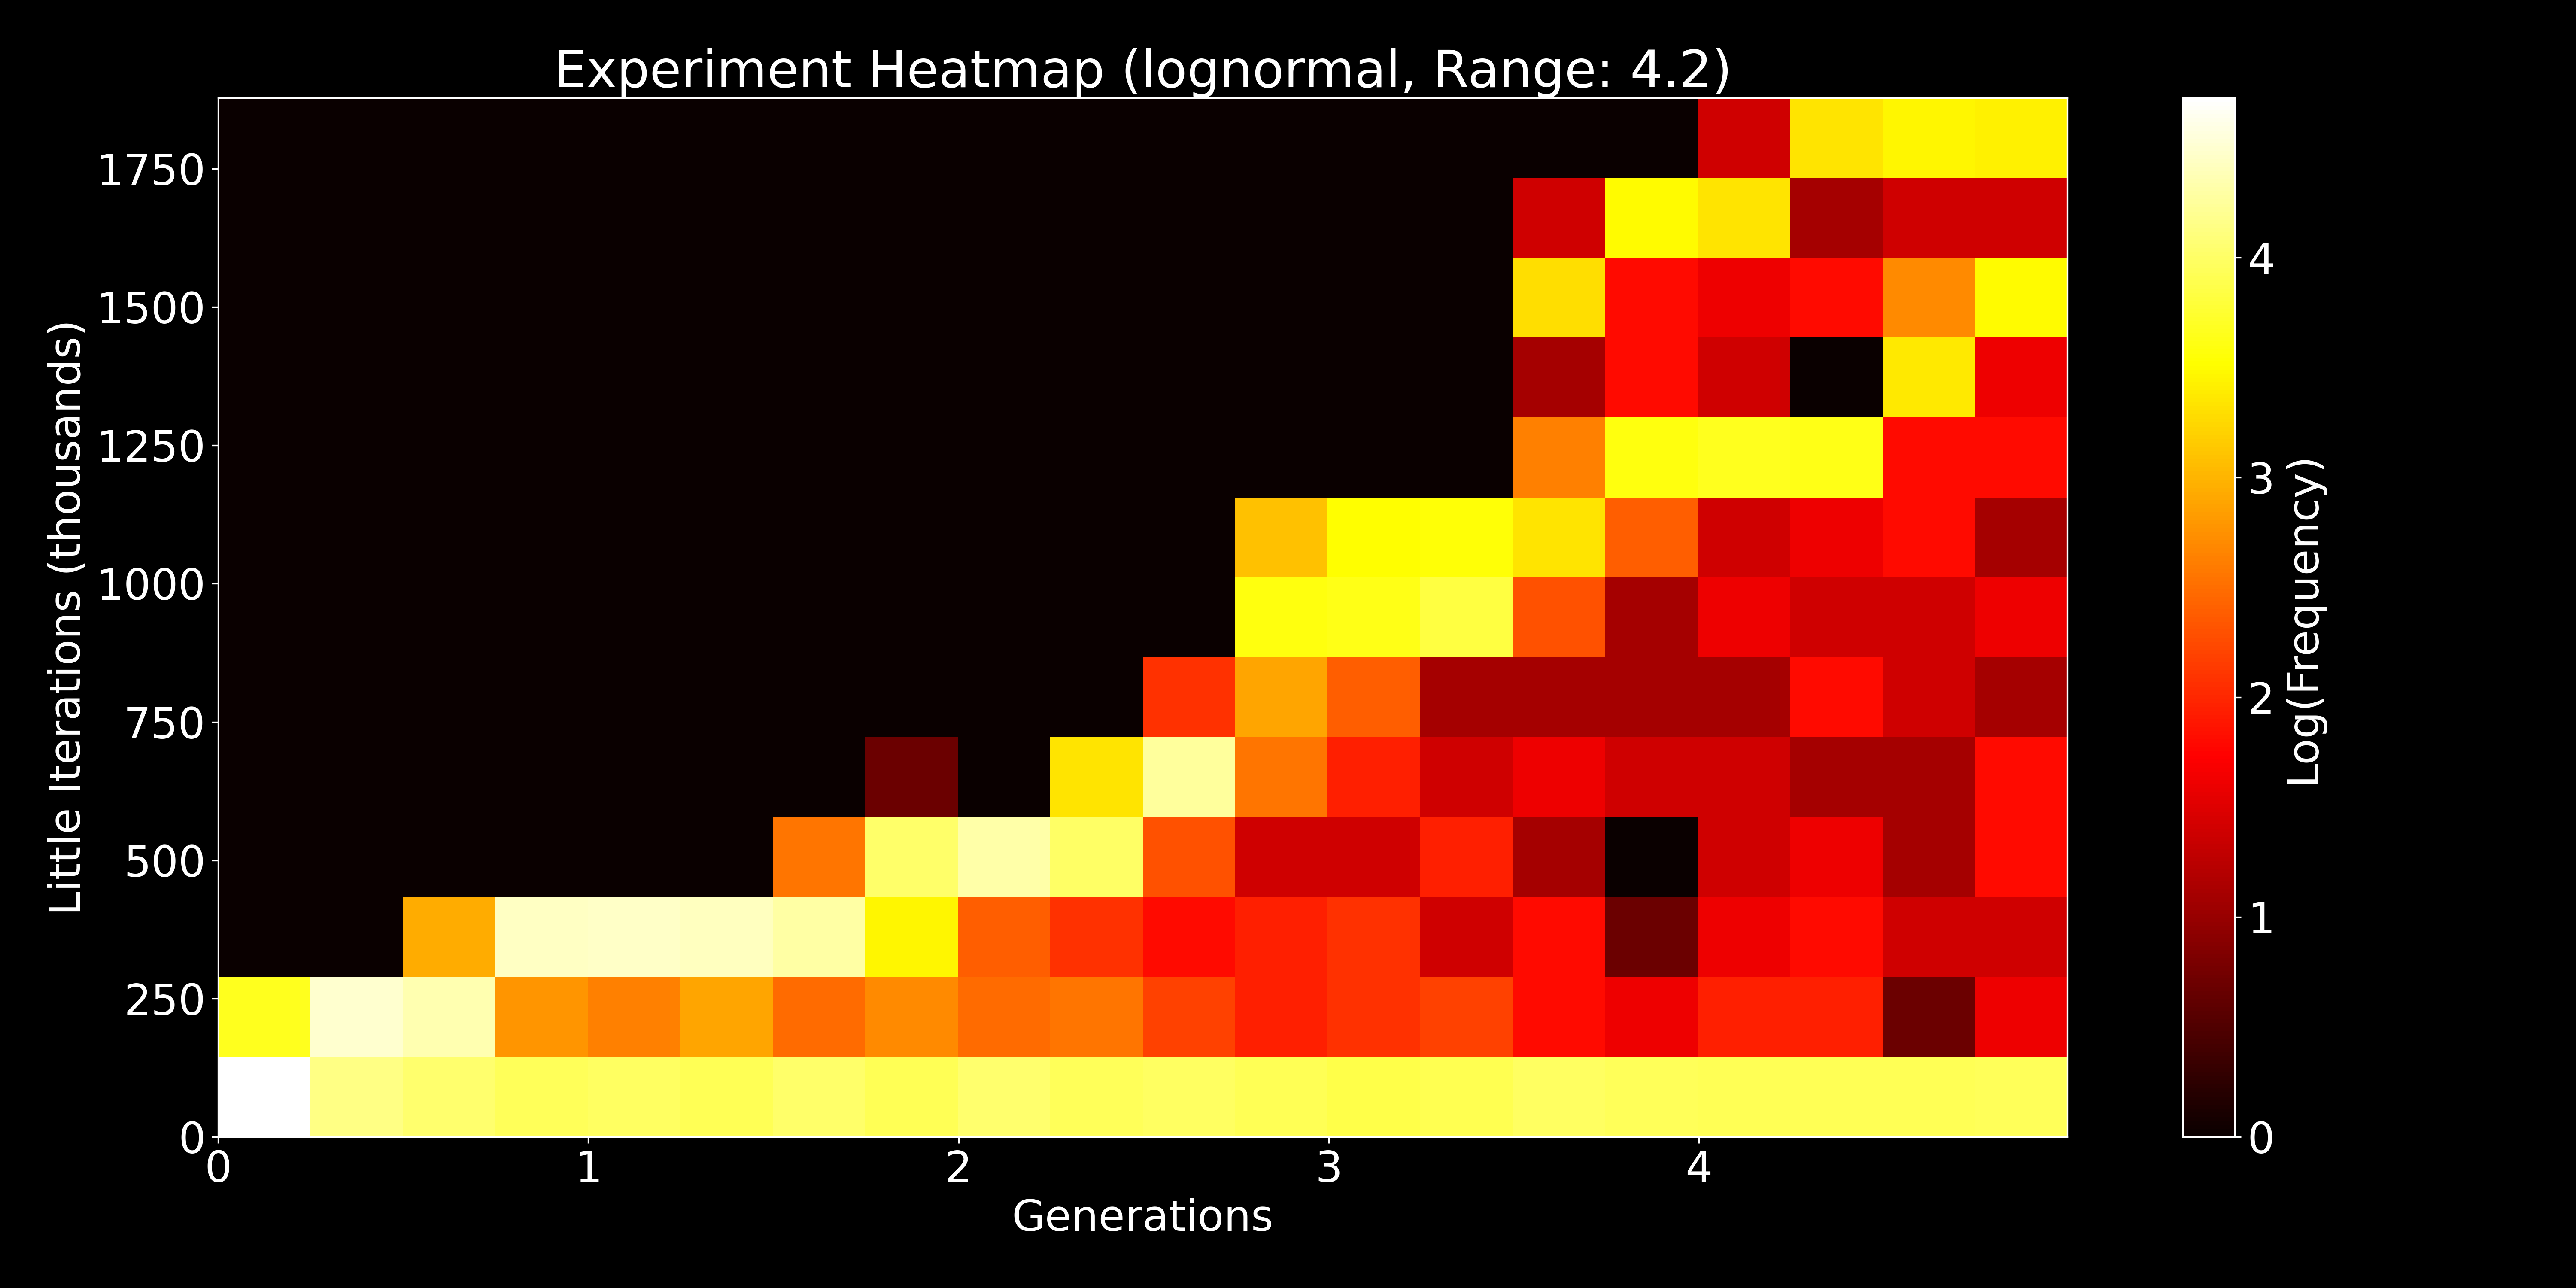 Experiment Heatmap (lognormal, Range: 4.2)
Little Iterations (thousands)
1750
1500
1250
1000
750
500
250
0
0 1 2 3 4
Generations
4
3
2
1
0
Log(Frequency)